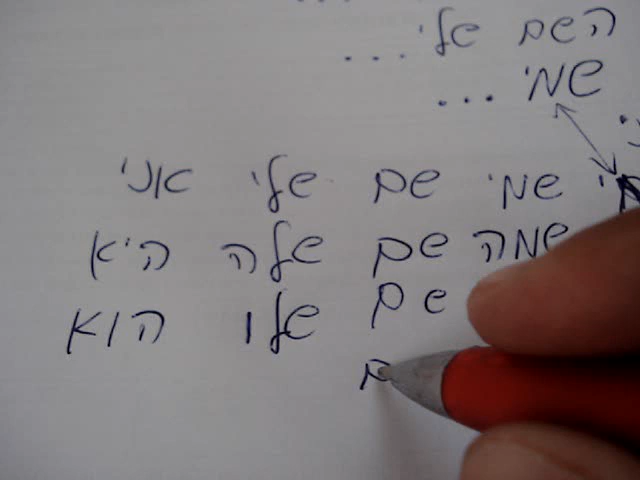 השם שלי...
שמי...
שמי שם שלי אני
שמה שם שלה היא
שם שלו הוא